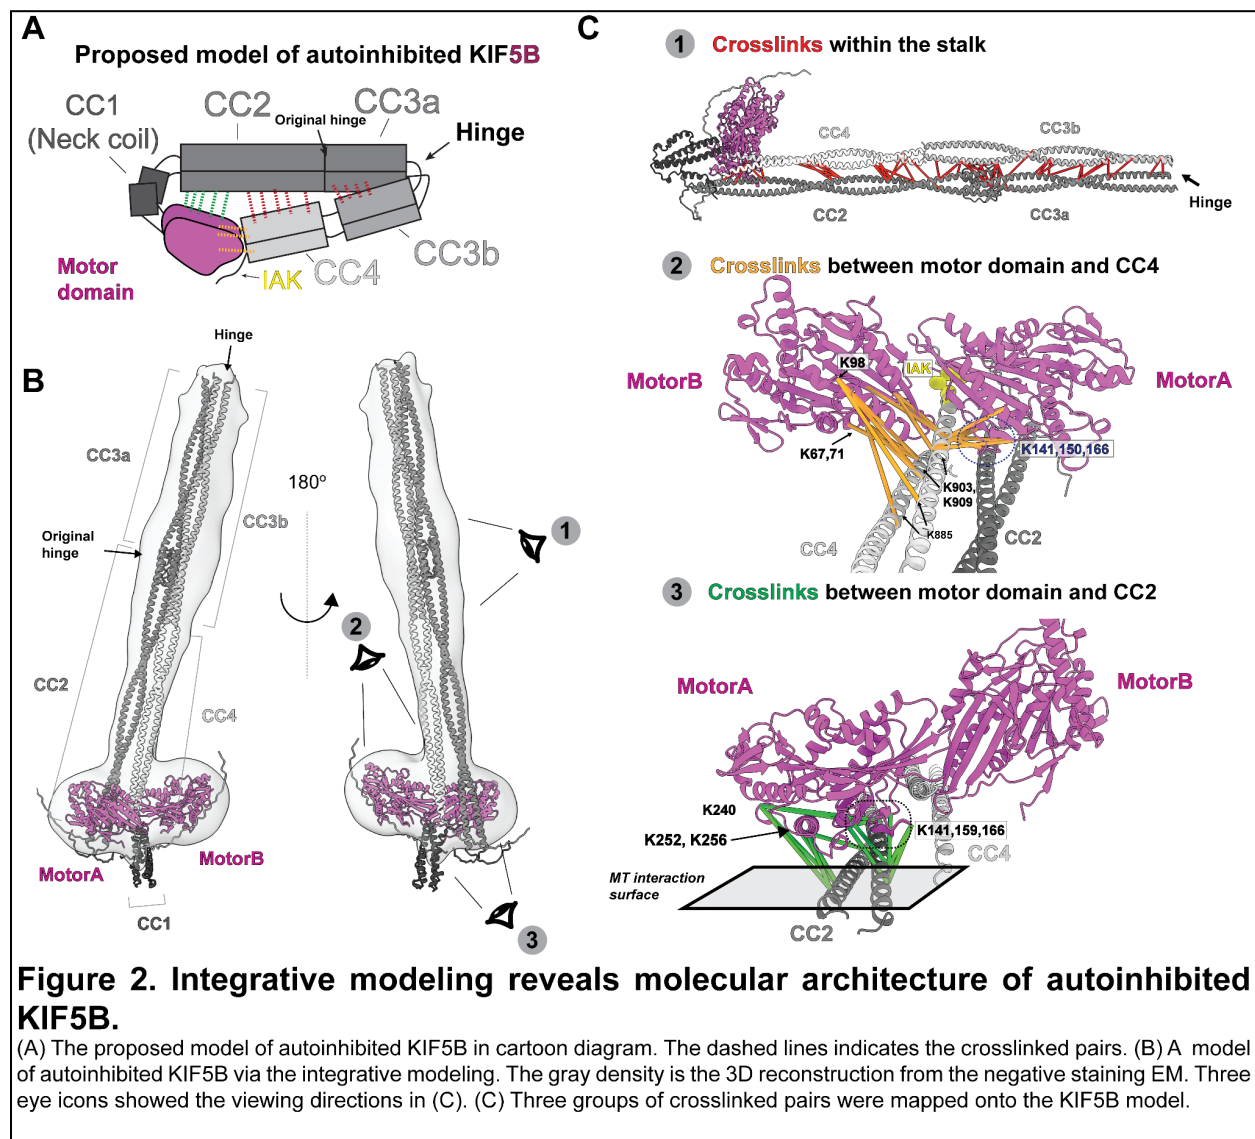 A
Proposed model of autoinhibited KIF5B
CC1
(Neck coil)
CC2
Original hinge
CC3a
Hinge
Motor
domain
IAK
CC4
CC3b
B
Hinge
CC3a
Original
hinge
CC3b
CC2
CC4
MotorA
MotorB
CC1
180º
1
2
3
C
1 Crosslinks within the stalk
CC4
CC3b
CC2
CC3a
Hinge
2 Crosslinks between motor domain and CC4
MotorB
K98
IAK
MotorA
K67,71
K141,150,166
K903,
K909
K885
CC4
CC2
3 Crosslinks between motor domain and CC2
MotorA
MotorB
K240
K252, K256
K141,159,166
CC4
MT interaction
surface
CC2
Figure 2. Integrative modeling reveals molecular architecture of autoinhibited
KIF5B.
(A) The proposed model of autoinhibited KIF5B in cartoon diagram. The dashed lines indicates the crosslinked pairs. (B) A model
of autoinhibited KIF5B via the integrative modeling. The gray density is the 3D reconstruction from the negative staining EM. Three
eye icons showed the viewing directions in (C). (C) Three groups of crosslinked pairs were mapped onto the KIF5B model.